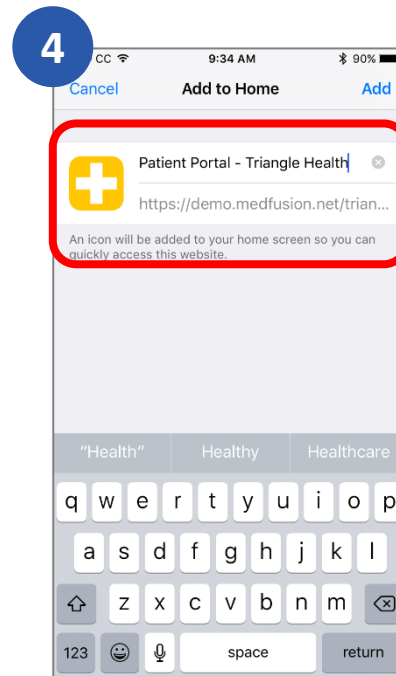 4
CC 9:34 AM 90%
Cancel Add to Home Add
Patient Portal - Triangle Health
https://demo.medfusion.net/trian...
An icon will be added to your home screen so you can
quickly access this website.
"Health" Healthy Healthcare
q w e r t y u i o p
a s d f g h j k l
z x c v b n m
123 space return